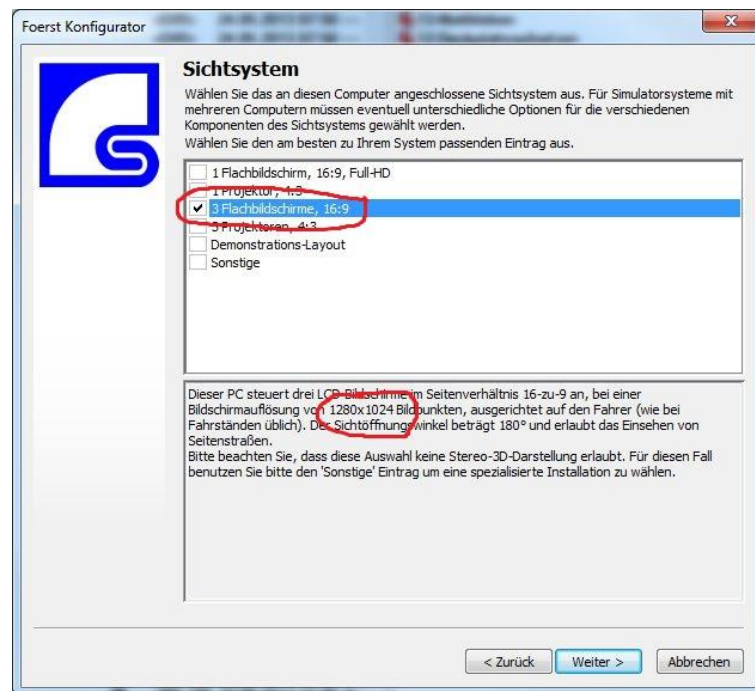 Foerst Konfigurator
Sichtsystem
Wählen Sie das an diesen Computer angeschlossene Sichtsystem aus. Für Simulatorsysteme mit
mehreren Computern müssen eventuell unterschiedliche Optionen für die verschiedenen
Komponenten des Sichtsystems gewählt werden.
Wählen Sie den am besten zu Ihrem System passenden Eintrag aus.
1 Flachbildschirm, 16:9, Full-HD
1 Projektor, 4:3
3 Flachbildschirme, 16:9
3 Projektoren, 4:3
Demonstrations-Layout
Sonstige
Dieser PC steuert drei LCD-Bildschirme im Seitenverhältnis 16-zu-9 an, bei einer
Bildschirmauflösung von 1280x1024 Bildpunkten, ausgerichtet auf den Fahrer (wie bei
Fahrständen üblich). Der Sichtöffnungswinkel beträgt 180° und erlaubt das Einsehen von
Seitenstraßen.
Bitte beachten Sie, dass diese Auswahl keine Stereo-3D-Darstellung erlaubt. Für diesen Fall
benutzen Sie bitte den 'Sonstige' Eintrag um eine spezialisierte Installation zu wählen.
< Zurück Weiter > Abbrechen